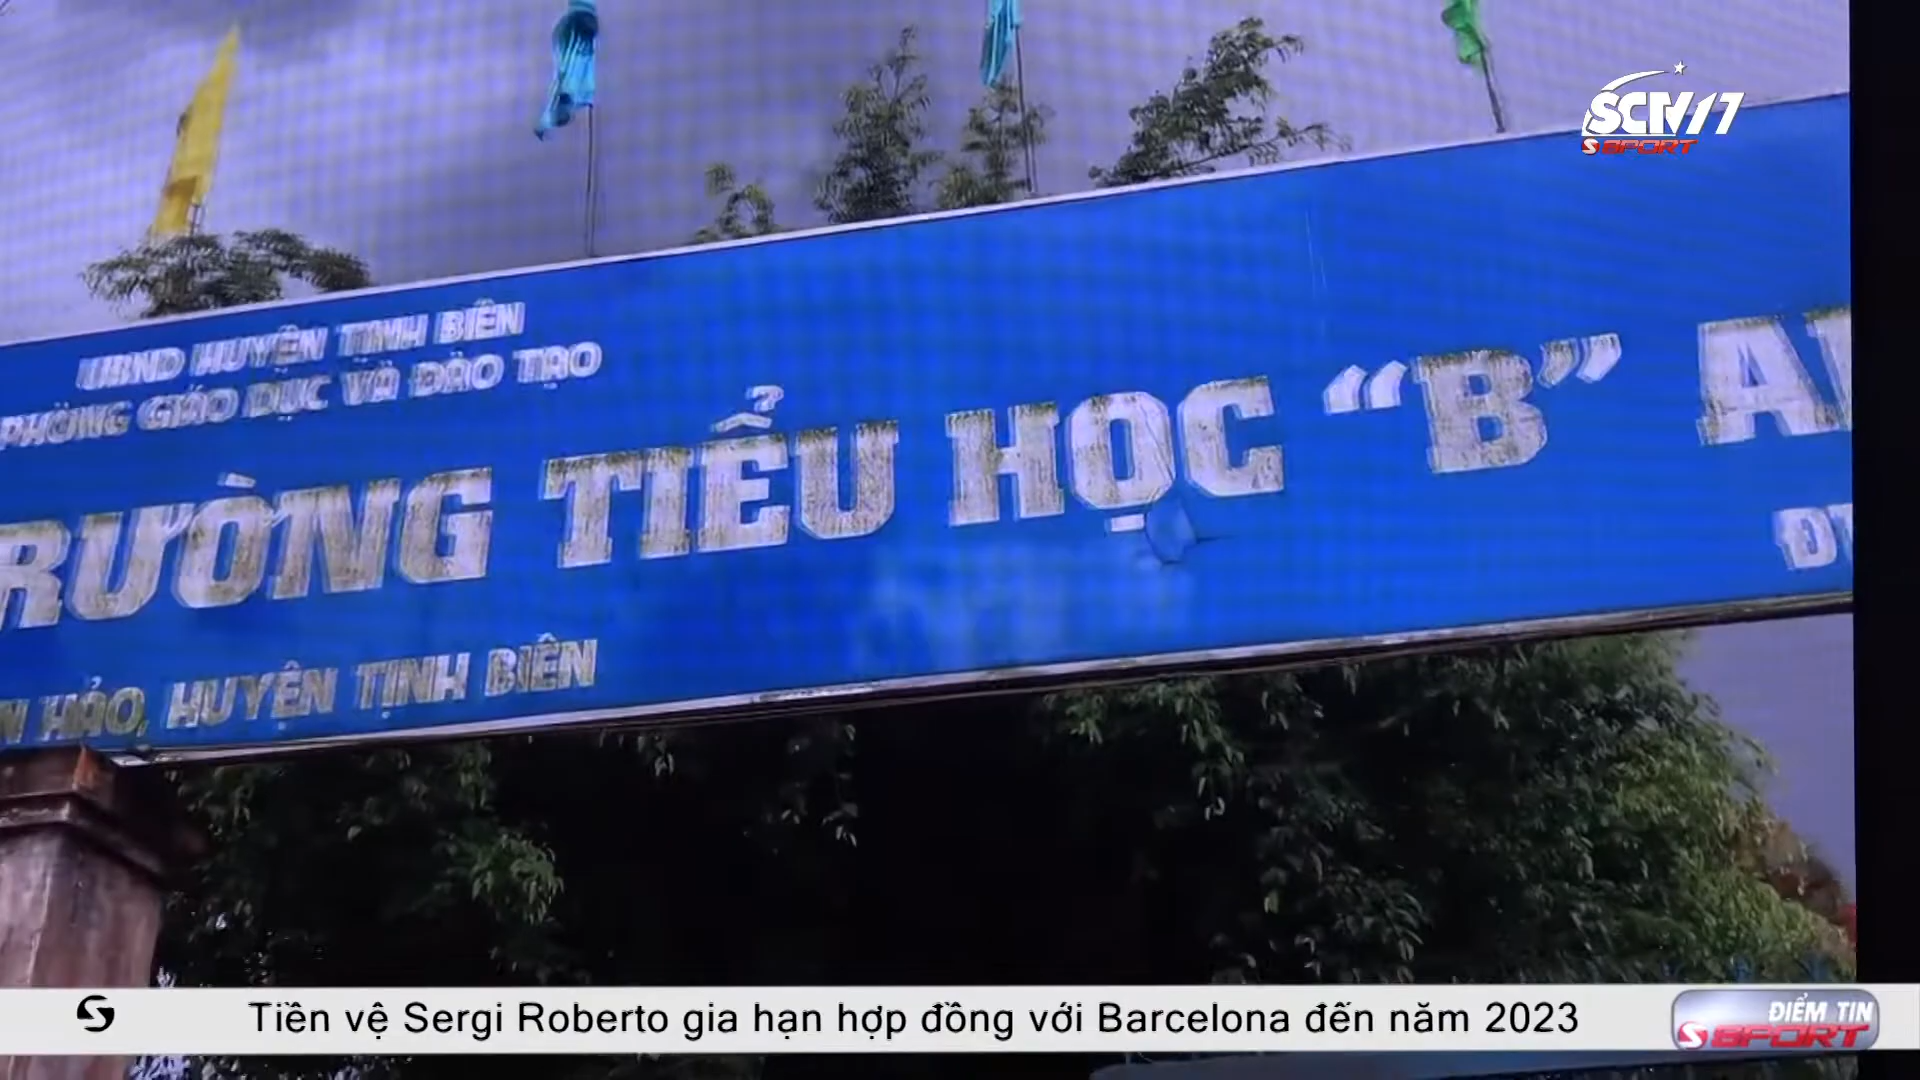 SCTV17
SPORT
UBND HUYỆN TỊNH BIÊN
PHÒNG GIÁO DỤC VÀ ĐÀO TẠO
RƯỜNG TIỂU HỌC “B” A
ĐT
N HẢO, HUYỆN TỊNH BIÊN
Tiền vệ Sergi Roberto gia hạn hợp đồng với Barcelona đến năm 2023
ĐIỂM TIN
SPORT